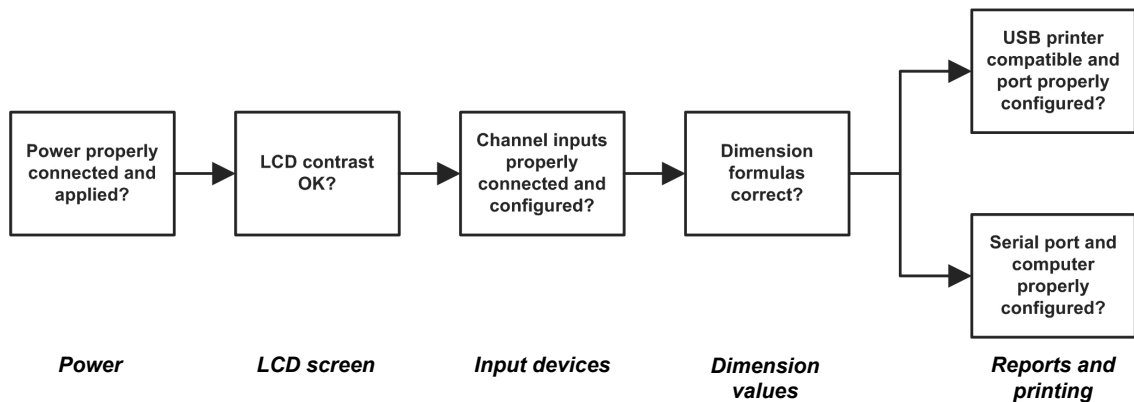 Power properly
connected and
applied?
LCD contrast
OK?
Channel inputs
properly
connected and
configured?
Dimension
formulas
correct?
USB printer
compatible and
port properly
configured?
Serial port and
computer
properly
configured?
Power
LCD screen
Input devices
Dimension
values
Reports and
printing